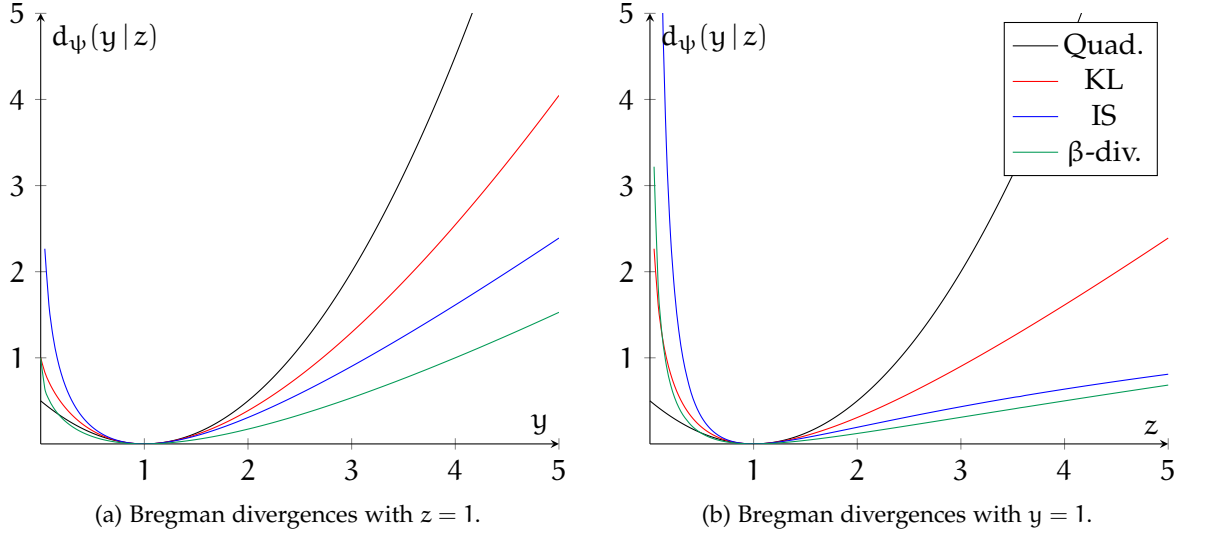 5
4
3
2
1
d_ψ(y | z)
y
1
2
3
4
5
(a) Bregman divergences with z = 1.
5
4
3
2
1
d_ψ(y | z)
Quad.
KL
IS
β-div.
z
1
2
3
4
5
(b) Bregman divergences with y = 1.